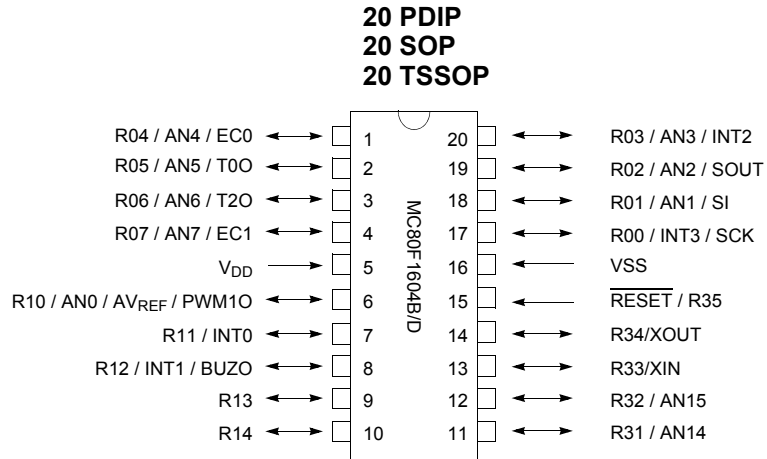 20 PDIP
20 SOP
20 TSSOP
R04 / AN4 / EC0 1 20 R03 / AN3 / INT2
R05 / AN5 / T0O 2 19 R02 / AN2 / SOUT
R06 / AN6 / T2O 3 18 R01 / AN1 / SI
R07 / AN7 / EC1 4 17 R00 / INT3 / SCK
VDD 5 16 VSS
R10 / AN0 / AVREF / PWM1O 6 15 RESET / R35
R11 / INT0 7 14 R34/XOUT
R12 / INT1 / BUZO 8 13 R33/XIN
R13 9 12 R32 / AN15
R14 10 11 R31 / AN14
MC80F1604B/D